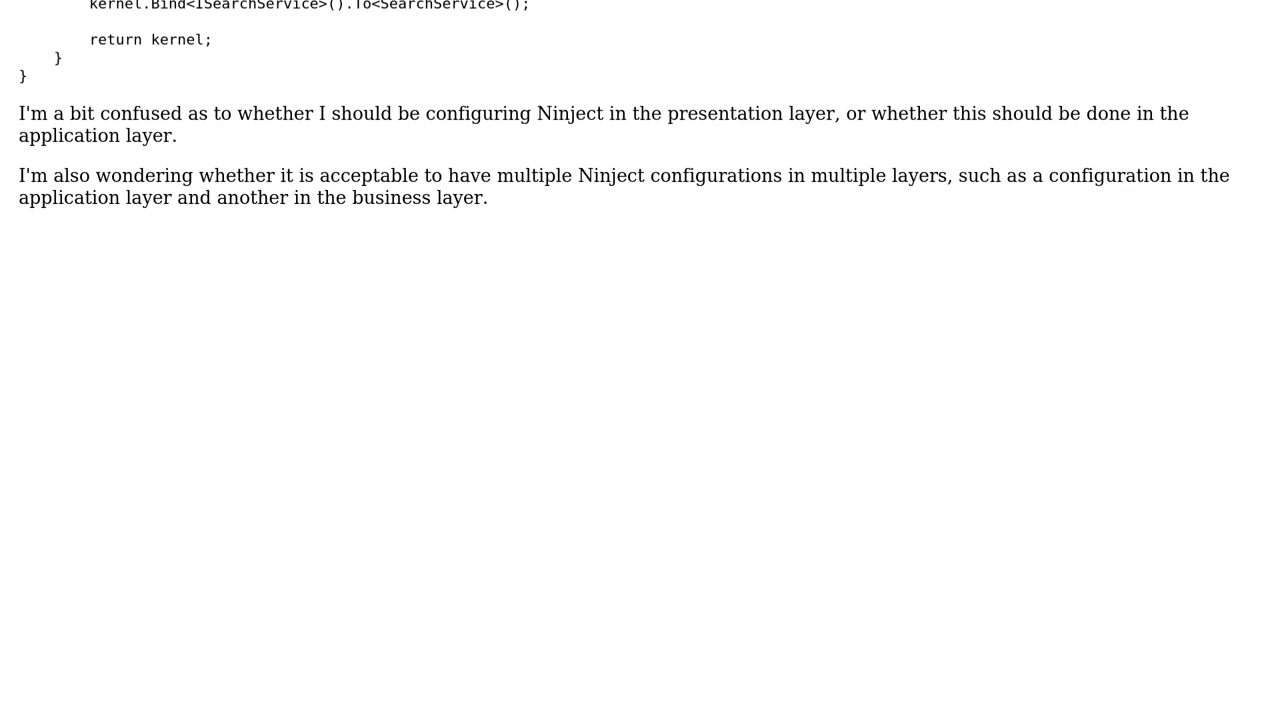 kernel.Bind<ISearchService>().To<SearchService>();
return kernel;
}
}
I'm a bit confused as to whether I should be configuring Ninject in the presentation layer, or whether this should be done in the
application layer.
I'm also wondering whether it is acceptable to have multiple Ninject configurations in multiple layers, such as a configuration in the
application layer and another in the business layer.